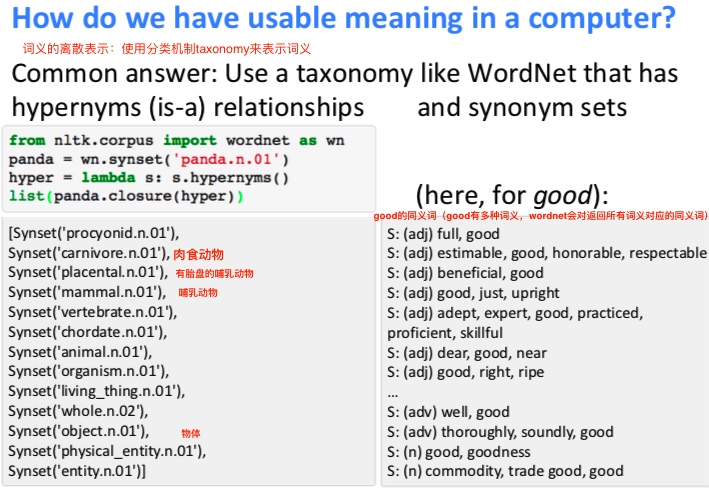 How do we have usable meaning in a computer?
词义的离散表示：使用分类机制taxonomy来表示词义
Common answer: Use a taxonomy like WordNet that has
hypernyms (is-a) relationships and synonym sets
from nltk.corpus import wordnet as wn
panda = wn.synset('panda.n.01')
hyper = lambda s: s.hypernyms()
list(panda.closure(hyper))
[Synset('procyonid.n.01'),
Synset('carnivore.n.01'), 肉食动物
Synset('placental.n.01'), 有胎盘的哺乳动物
Synset('mammal.n.01'), 哺乳动物
Synset('vertebrate.n.01'),
Synset('chordate.n.01'),
Synset('animal.n.01'),
Synset('organism.n.01'),
Synset('living_thing.n.01'),
Synset('whole.n.02'),
Synset('object.n.01'), 物体
Synset('physical_entity.n.01'),
Synset('entity.n.01')]
(here, for good):
good的同义词（good有多种词义，wordnet会对返回所有词义对应的同义词）
S: (adj) full, good
S: (adj) estimable, good, honorable, respectable
S: (adj) beneficial, good
S: (adj) good, just, upright
S: (adj) adept, expert, good, practiced,
proficient, skillful
S: (adj) dear, good, near
S: (adj) good, right, ripe
…
S: (adv) well, good
S: (adv) thoroughly, soundly, good
S: (n) good, goodness
S: (n) commodity, trade good, good